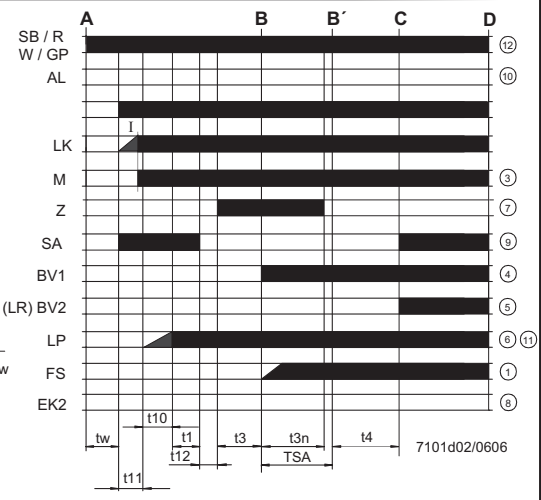 A B B´ C D
SB / R
W / GP
12
AL
10
I
LK
M
3
Z
7
SA
9
BV1
4
(LR) BV2
5
LP
6 11
w
FS
1
EK2
8
t10
tw t1 t3 t3n t4
7101d02/0606
t12 TSA
t11